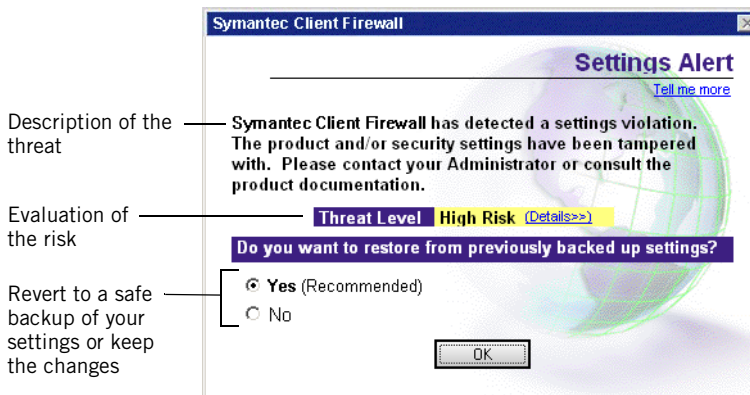 Symantec Client Firewall
Settings Alert
Tell me more
Description of the
threat
Symantec Client Firewall has detected a settings violation.
The product and/or security settings have been tampered
with. Please contact your Administrator or consult the
product documentation.
Evaluation of
the risk
Threat Level High Risk (Details>>)
Do you want to restore from previously backed up settings?
Revert to a safe
backup of your
settings or keep
the changes
Yes (Recommended)
No
OK